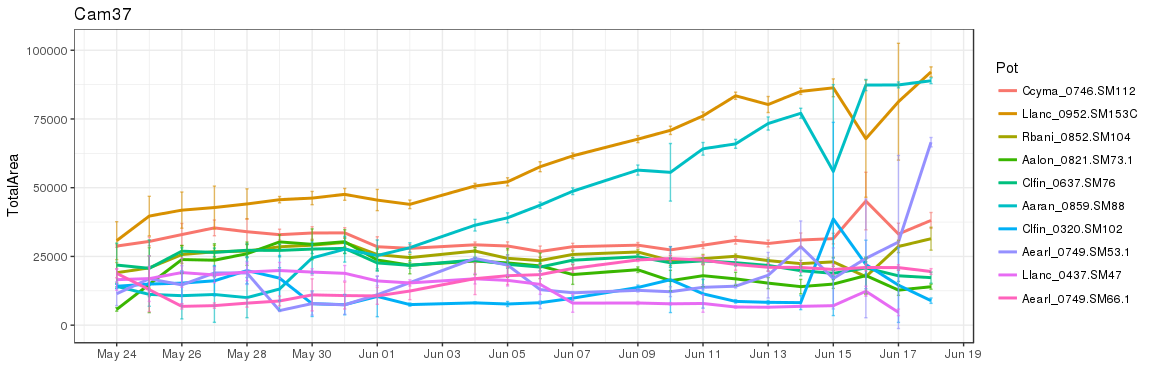 Cam37
TotalArea
100000
75000
50000
25000
0
May 24 May 26 May 28 May 30 Jun 01 Jun 03 Jun 05 Jun 07 Jun 09 Jun 11 Jun 13 Jun 15 Jun 17 Jun 19
Pot
Ccyma_0746.SM112
Llanc_0952.SM153C
Rbani_0852.SM104
Aalon_0821.SM73.1
Clfin_0637.SM76
Aaran_0859.SM88
Clfin_0320.SM102
Aearl_0749.SM53.1
Llanc_0437.SM47
Aearl_0749.SM66.1